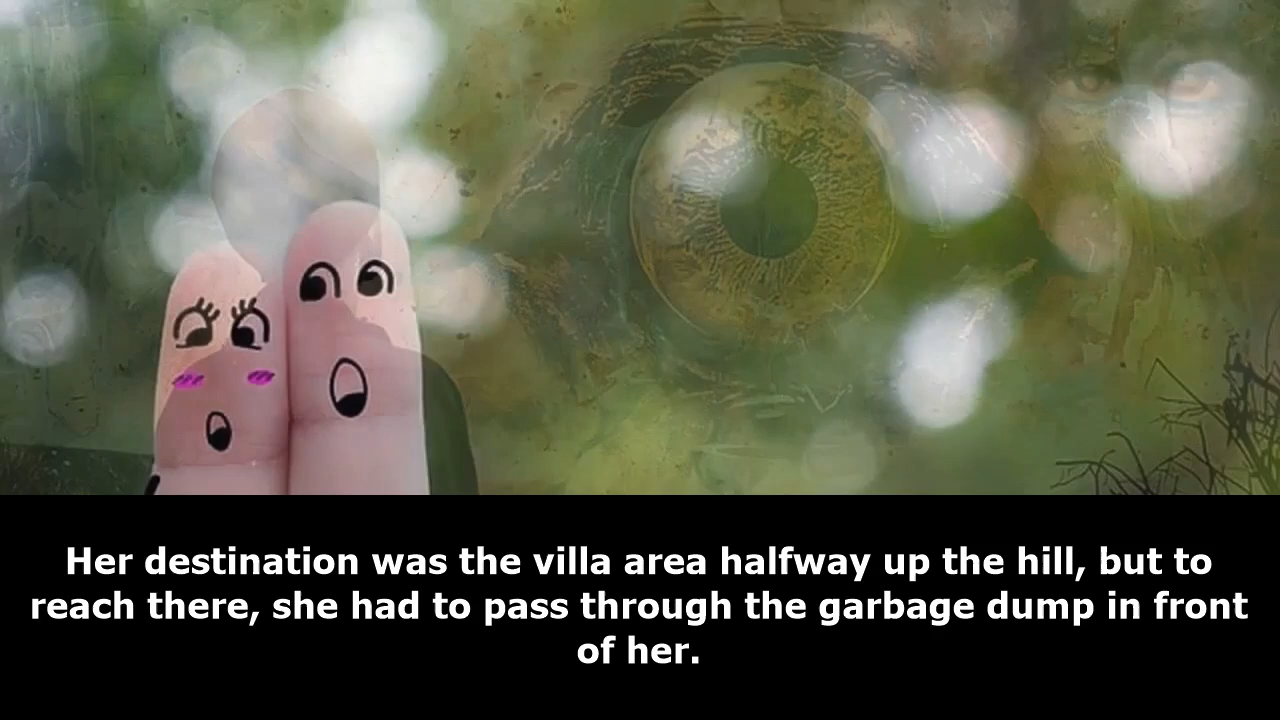 Her destination was the villa area halfway up the hill, but to
reach there, she had to pass through the garbage dump in front
of her.